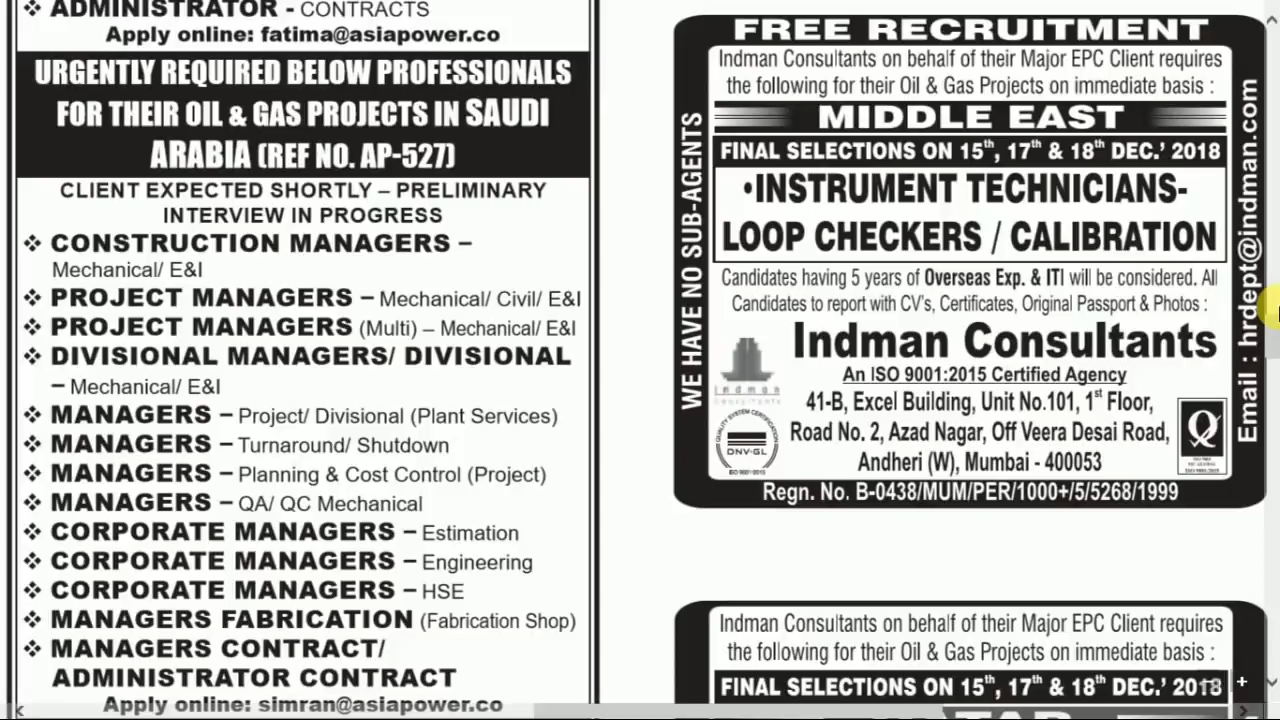 ❖ ADMINISTRATOR - CONTRACTS
Apply online: fatima@asiapower.co
URGENTLY REQUIRED BELOW PROFESSIONALS
FOR THEIR OIL & GAS PROJECTS IN SAUDI
ARABIA (REF NO. AP-527)
CLIENT EXPECTED SHORTLY – PRELIMINARY
INTERVIEW IN PROGRESS
❖ CONSTRUCTION MANAGERS –
Mechanical/ E&I
❖ PROJECT MANAGERS – Mechanical/ Civil/ E&I
❖ PROJECT MANAGERS (Multi) – Mechanical/ E&I
❖ DIVISIONAL MANAGERS/ DIVISIONAL
– Mechanical/ E&I
❖ MANAGERS – Project/ Divisional (Plant Services)
❖ MANAGERS – Turnaround/ Shutdown
❖ MANAGERS – Planning & Cost Control (Project)
❖ MANAGERS – QA/ QC Mechanical
❖ CORPORATE MANAGERS – Estimation
❖ CORPORATE MANAGERS – Engineering
❖ CORPORATE MANAGERS – HSE
❖ MANAGERS FABRICATION (Fabrication Shop)
❖ MANAGERS CONTRACT/
ADMINISTRATOR CONTRACT
Apply online: simran@asiapower.co
FREE RECRUITMENT
Indman Consultants on behalf of their Major EPC Client requires
the following for their Oil & Gas Projects on immediate basis :
MIDDLE EAST
FINAL SELECTIONS ON 15th, 17th & 18th DEC.' 2018
•INSTRUMENT TECHNICIANS-
LOOP CHECKERS / CALIBRATION
Candidates having 5 years of Overseas Exp. & ITI will be considered. All
Candidates to report with CV's, Certificates, Original Passport & Photos :
Indman Consultants
An ISO 9001:2015 Certified Agency
41-B, Excel Building, Unit No.101, 1st Floor,
Road No. 2, Azad Nagar, Off Veera Desai Road,
Andheri (W), Mumbai - 400053
Regn. No. B-0438/MUM/PER/1000+/5/5268/1999
WE HAVE NO SUB-AGENTS
Email : hrdept@indman.com
indman
DNV·GL
Indman Consultants on behalf of their Major EPC Client requires
the following for their Oil & Gas Projects on immediate basis :
FINAL SELECTIONS ON 15th, 17th & 18th DEC.' 2018